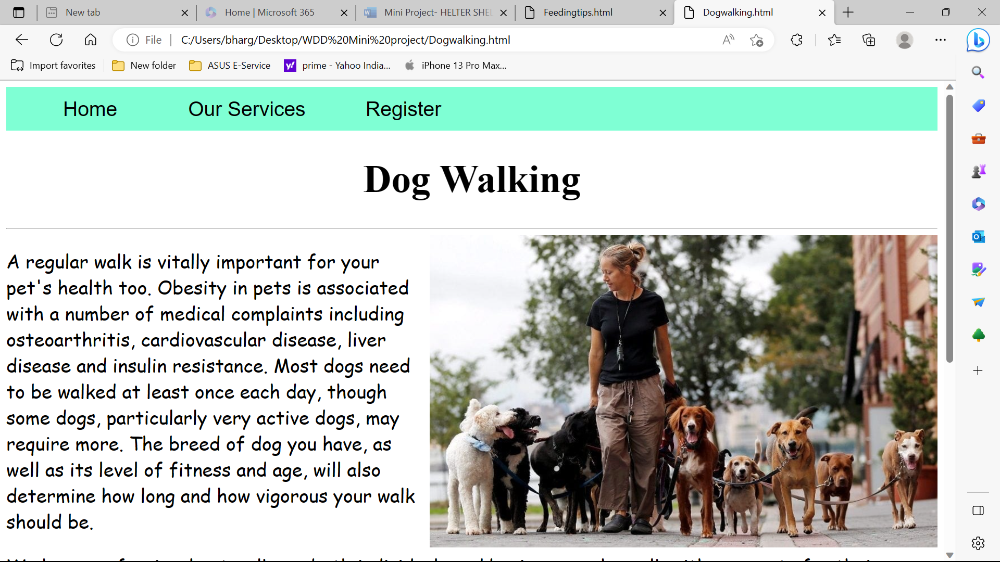 New tab
Home | Microsoft 365
Mini Project- HELTER SHEL
Feedingtips.html
Dogwalking.html
File
C:/Users/bharg/Desktop/WDD%20Mini%20project/Dogwalking.html
Import favorites
New folder
ASUS E-Service
prime - Yahoo India...
iPhone 13 Pro Max...
Home
Our Services
Register
Dog Walking
A regular walk is vitally important for your
pet's health too. Obesity in pets is associated
with a number of medical complaints including
osteoarthritis, cardiovascular disease, liver
disease and insulin resistance. Most dogs need
to be walked at least once each day, though
some dogs, particularly very active dogs, may
require more. The breed of dog you have, as
well as its level of fitness and age, will also
determine how long and how vigorous your walk
should be.